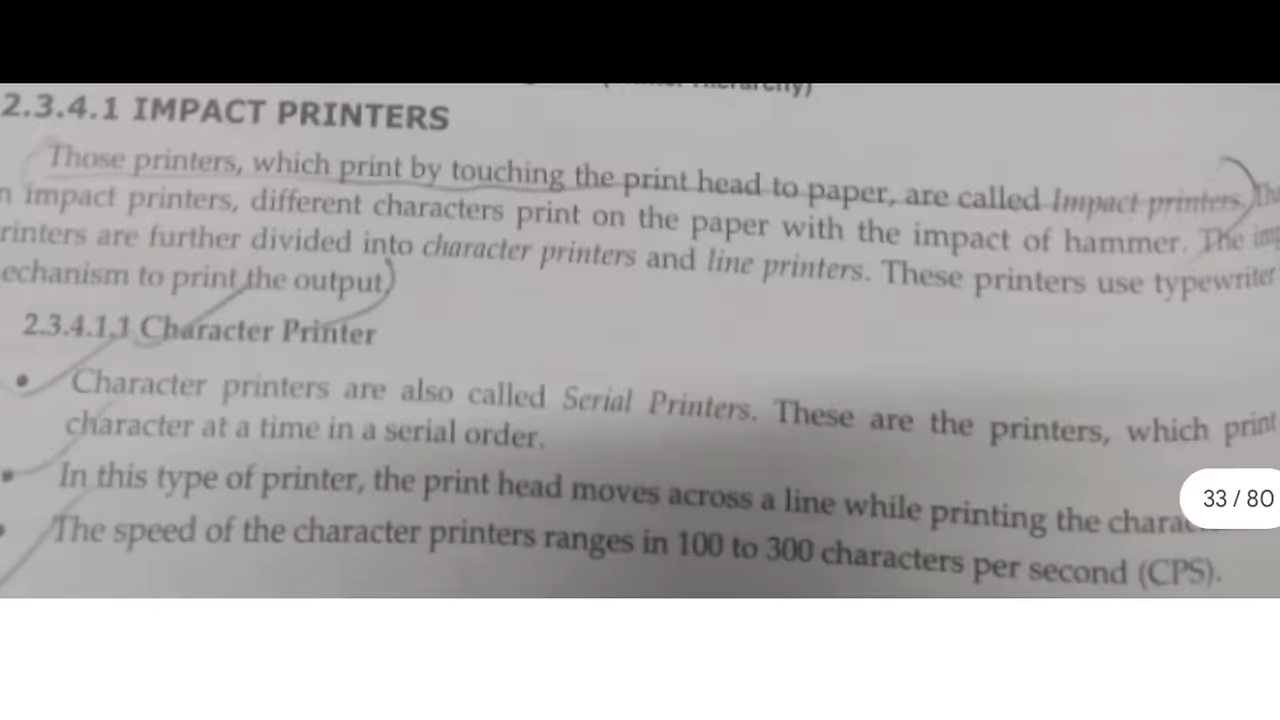 2.3.4.1 IMPACT PRINTERS
Those printers, which print by touching the print head to paper, are called Impact printers.
impact printers, different characters print on the paper with the impact of hammer. The
rinters are further divided into character printers and line printers. These printers use typewriter
echanism to print the output
2.3.4.1.1 Character Printer
• Character printers are also called Serial Printers. These are the printers, which print
character at a time in a serial order.
• In this type of printer, the print head moves across a line while printing the
The speed of the character printers ranges in 100 to 300 characters per second (CPS).
33 / 80